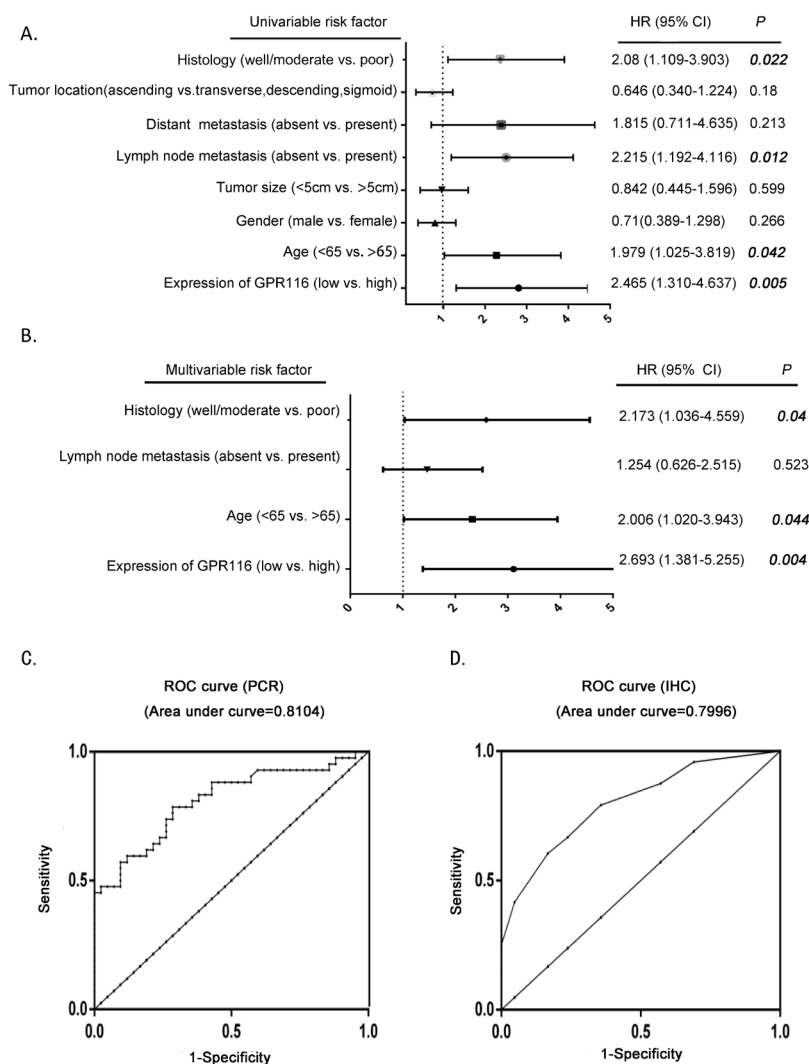 A.
Univariable risk factor HR (95% CI) P
Histology (well/moderate vs. poor) 2.08 (1.109-3.903) 0.022
Tumor location(ascending vs.transverse,descending,sigmoid) 0.646 (0.340-1.224) 0.18
Distant metastasis (absent vs. present) 1.815 (0.711-4.635) 0.213
Lymph node metastasis (absent vs. present) 2.215 (1.192-4.116) 0.012
Tumor size (<5cm vs. >5cm) 0.842 (0.445-1.596) 0.599
Gender (male vs. female) 0.71(0.389-1.298) 0.266
Age (<65 vs. >65) 1.979 (1.025-3.819) 0.042
Expression of GPR116 (low vs. high) 2.465 (1.310-4.637) 0.005
1 2 3 4 5
B.
Multivariable risk factor HR (95% CI) P
Histology (well/moderate vs. poor) 2.173 (1.036-4.559) 0.04
Lymph node metastasis (absent vs. present) 1.254 (0.626-2.515) 0.523
Age (<65 vs. >65) 2.006 (1.020-3.943) 0.044
Expression of GPR116 (low vs. high) 2.693 (1.381-5.255) 0.004
0 1 2 3 4 5
C.
ROC curve (PCR)
(Area under curve=0.8104)
1.0
0.5
0.0
Sensitivity
0.0 0.5 1.0
1-Specificity
D.
ROC curve (IHC)
(Area under curve=0.7996)
1.0
0.5
0.0
Sensitivity
0.0 0.5 1.0
1-Specificity